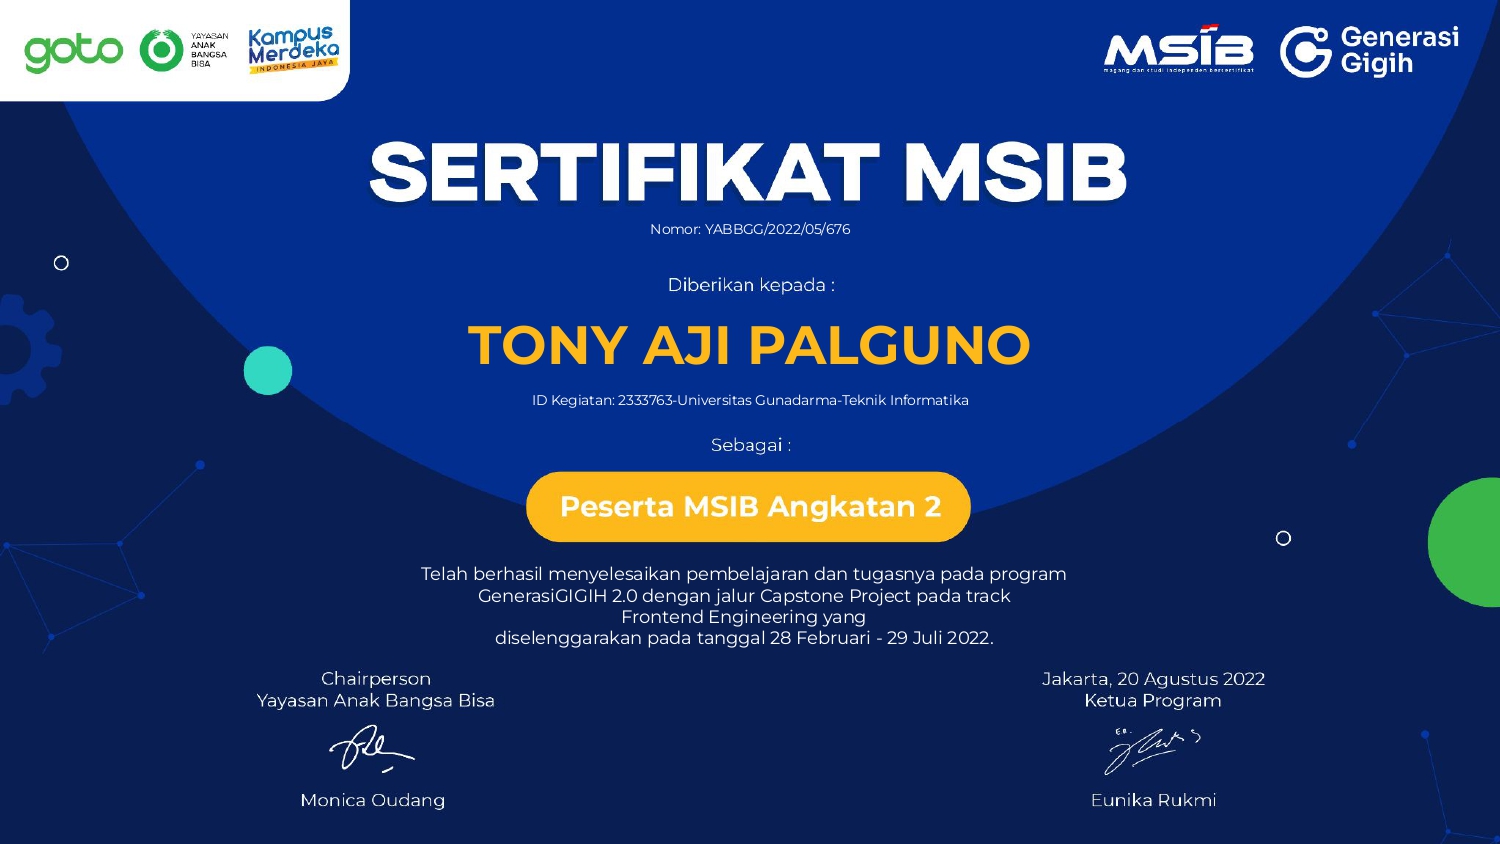 goto
YAYASAN
ANAK
BANGSA
BISA
Kampus
Merdeka
INDONESIA JAYA
MSIB
magang dan studi independen bersertifikat
Generasi
Gigih
SERTIFIKAT MSIB
Nomor: YABBGG/2022/05/676
Diberikan kepada :
TONY AJI PALGUNO
ID Kegiatan: 2333763-Universitas Gunadarma-Teknik Informatika
Sebagai :
Peserta MSIB Angkatan 2
Telah berhasil menyelesaikan pembelajaran dan tugasnya pada program
GenerasiGIGIH 2.0 dengan jalur Capstone Project pada track
Frontend Engineering yang
diselenggarakan pada tanggal 28 Februari - 29 Juli 2022.
Chairperson
Yayasan Anak Bangsa Bisa
Monica Oudang
Jakarta, 20 Agustus 2022
Ketua Program
Eunika Rukmi